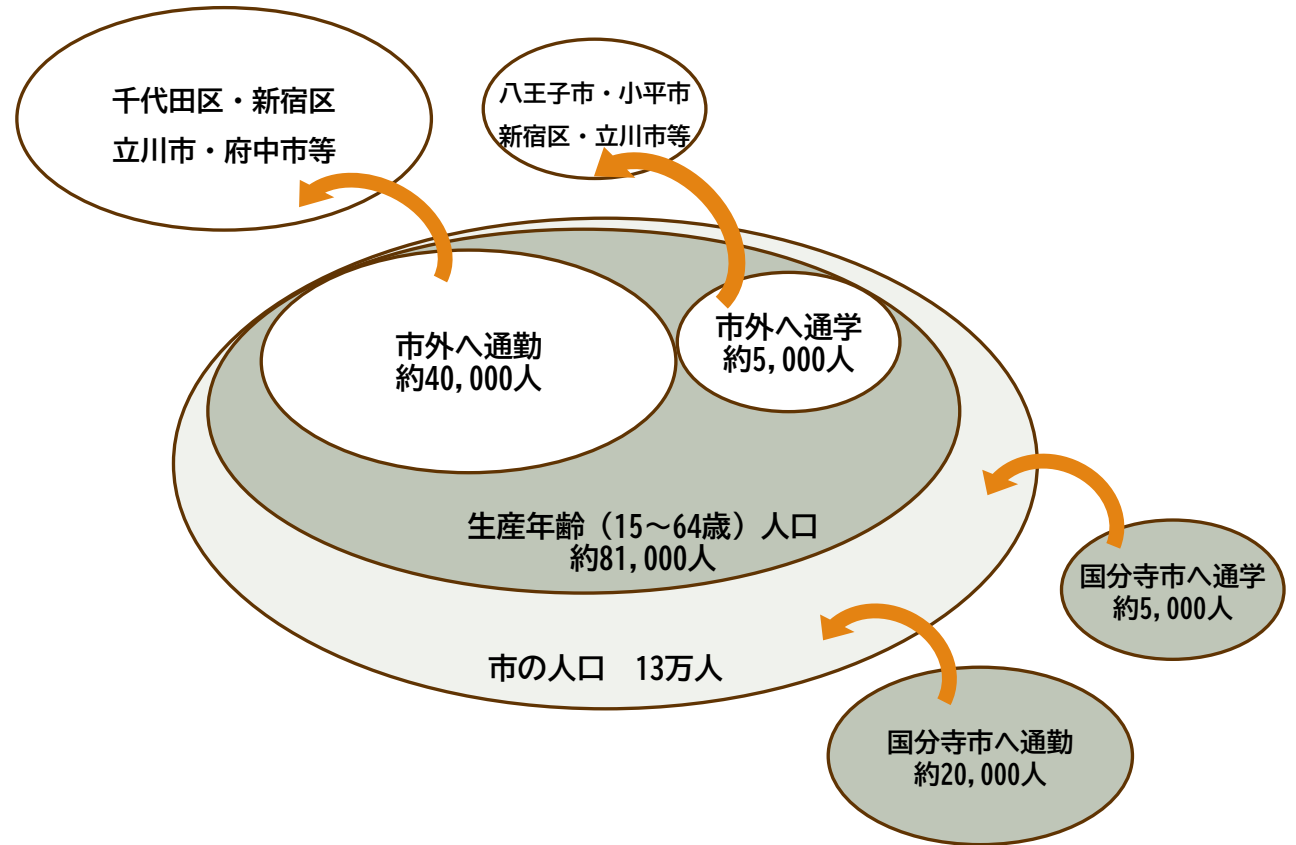 千代田区・新宿区
立川市・府中市等
八王子市・小平市
新宿区・立川市等
市外へ通勤
約40,000人
市外へ通学
約5,000人
生産年齢（15～64歳）人口
約81,000人
国分寺市へ通学
約5,000人
市の人口　13万人
国分寺市へ通勤
約20,000人